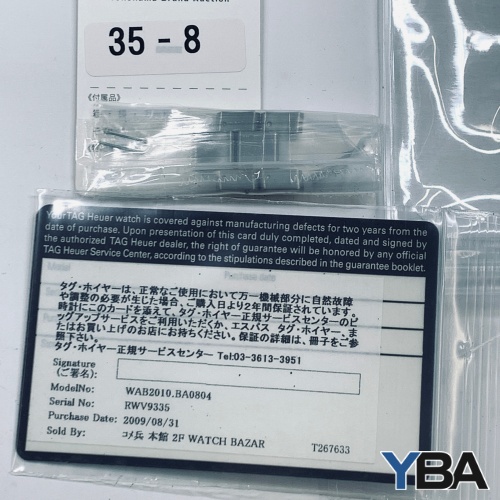 35 - 8
《付属品》
Your TAG Heuer watch is covered against manufacturing defects for two years from the
date of purchase. Upon presentation of this card duly completed, dated and signed by
the authorized TAG Heuer dealer, the right of guarantee will be honored by any official
TAG Heuer Service Center, according to the stipulations described in the guarantee booklet.
タグ・ホイヤーは、正常なご使用において万一機械部分に自然故障
や調整の必要が生じた場合、ご購入日より2年間保証されています。
時計にこのカードを添えて、タグ・ホイヤー正規サービスセンターのピ
ックアップサービスをご利用いただくか、エスパス タグ・ホイヤー、ま
たはお買い上げのお店にお持ちください。保証の詳細は、冊子をご参
照下さい。
タグ・ホイヤー正規サービスセンター Tel:03-3613-3951
Signature
(ご署名):
ModelNo: WAB2010.BA0804
Serial No: RWV9335
Purchase Date: 2009/08/31
Sold By: コメ兵 本館 2F WATCH BAZAR
T267633
YBA